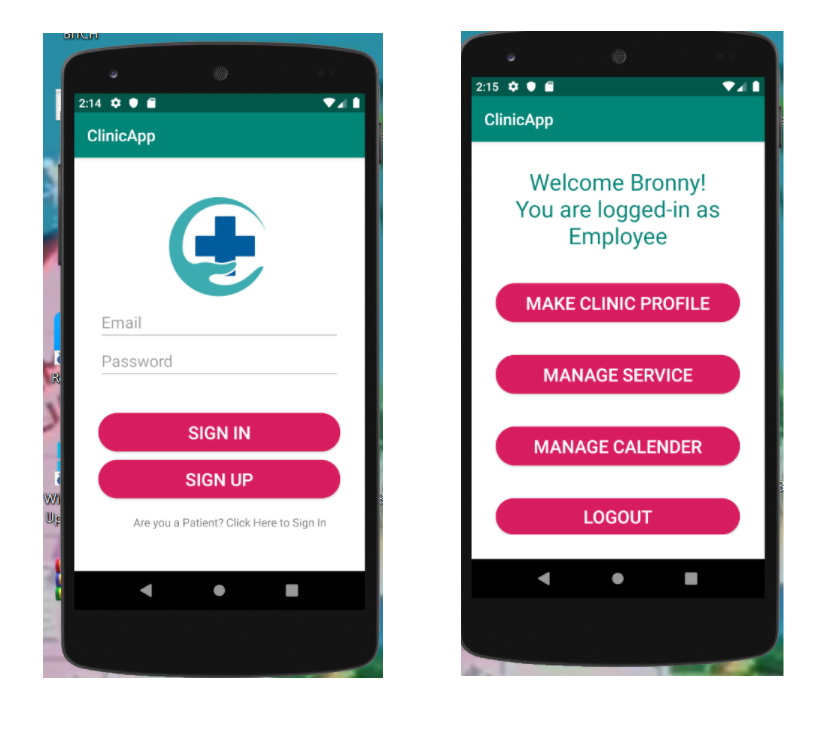 BITCH
2:14
ClinicApp
Email
Password
SIGN IN
SIGN UP
Are you a Patient? Click Here to Sign In
2:15
ClinicApp
Welcome Bronny!
You are logged-in as
Employee
MAKE CLINIC PROFILE
MANAGE SERVICE
MANAGE CALENDER
LOGOUT